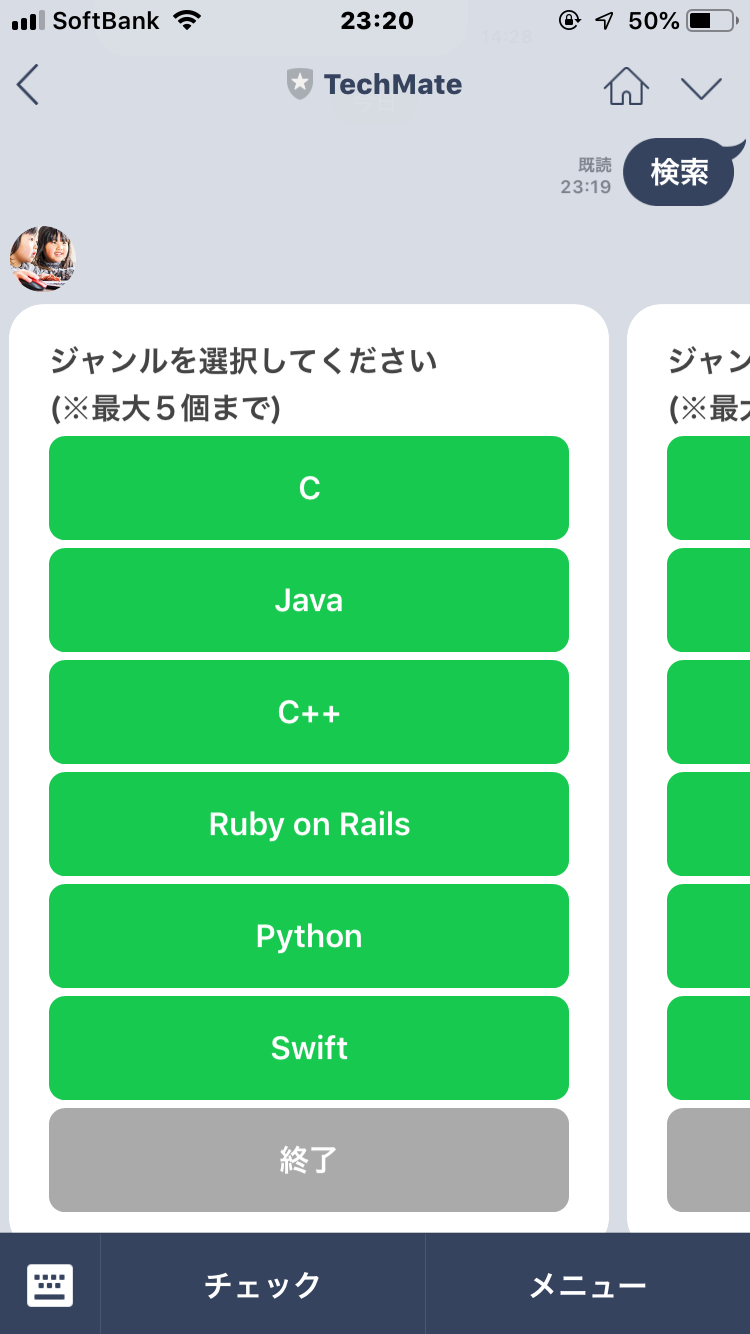 SoftBank 23:20 50%
14:28
TechMate
既読
23:19
検索
ジャンルを選択してください
(※最大５個まで)
C
Java
C++
Ruby on Rails
Python
Swift
終了
ジャン
(※最大
チェック
メニュー